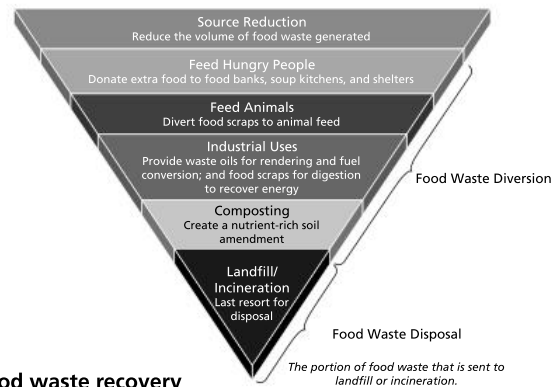 Source Reduction
Reduce the volume of food waste generated
Feed Hungry People
Donate extra food to food banks, soup kitchens, and shelters
Feed Animals
Divert food scraps to animal feed
Industrial Uses
Provide waste oils for rendering and fuel
conversion; and food scraps for digestion
to recover energy
Food Waste Diversion
Composting
Create a nutrient-rich soil
amendment
Landfill/
Incineration
Last resort for
disposal
Food Waste Disposal
The portion of food waste that is sent to
landfill or incineration.
od waste recovery